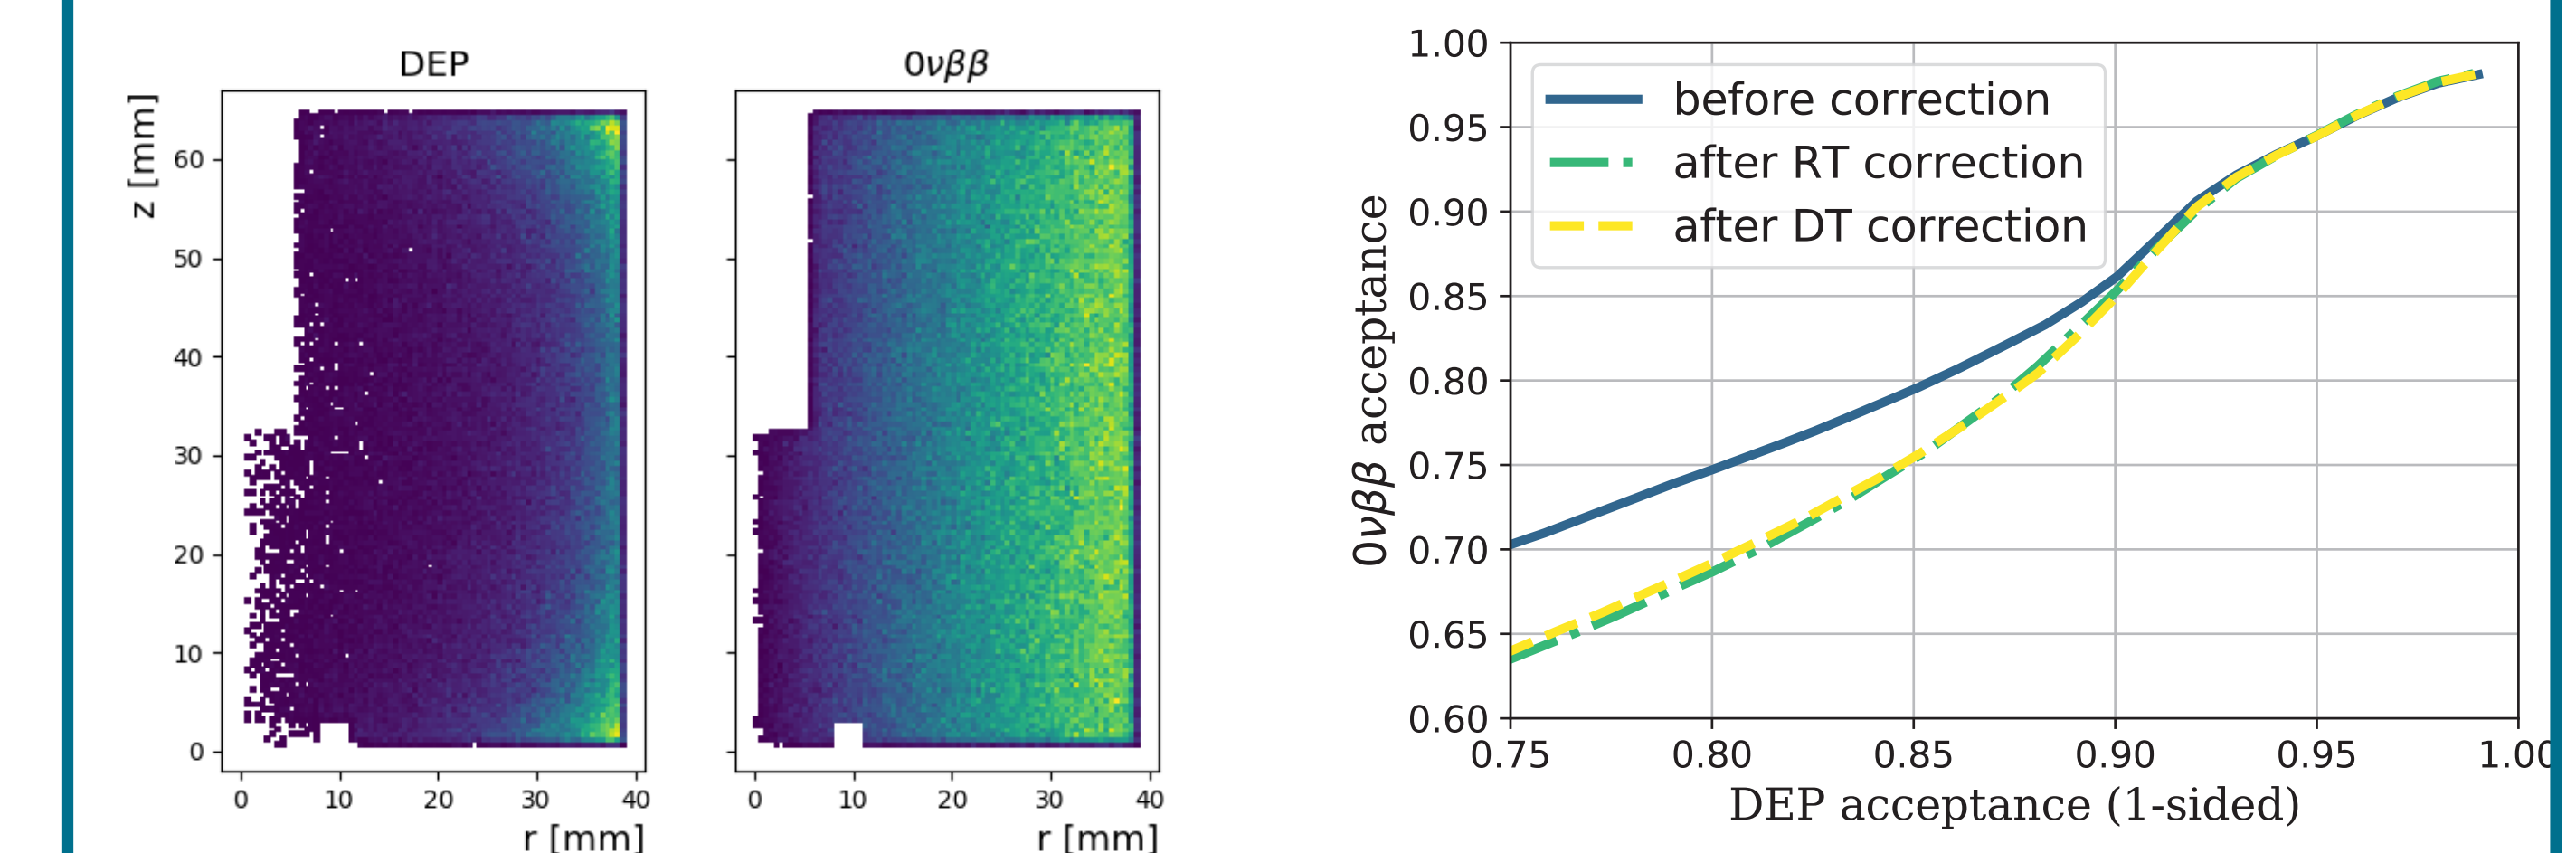 DEP
z [mm]
60
50
40
30
20
10
0
0 10 20 30 40
r [mm]
0νββ
0 10 20 30 40
r [mm]
0νββ acceptance
1.00
0.95
0.90
0.85
0.80
0.75
0.70
0.65
0.60
before correction
after RT correction
after DT correction
0.75 0.80 0.85 0.90 0.95 1.00
DEP acceptance (1-sided)